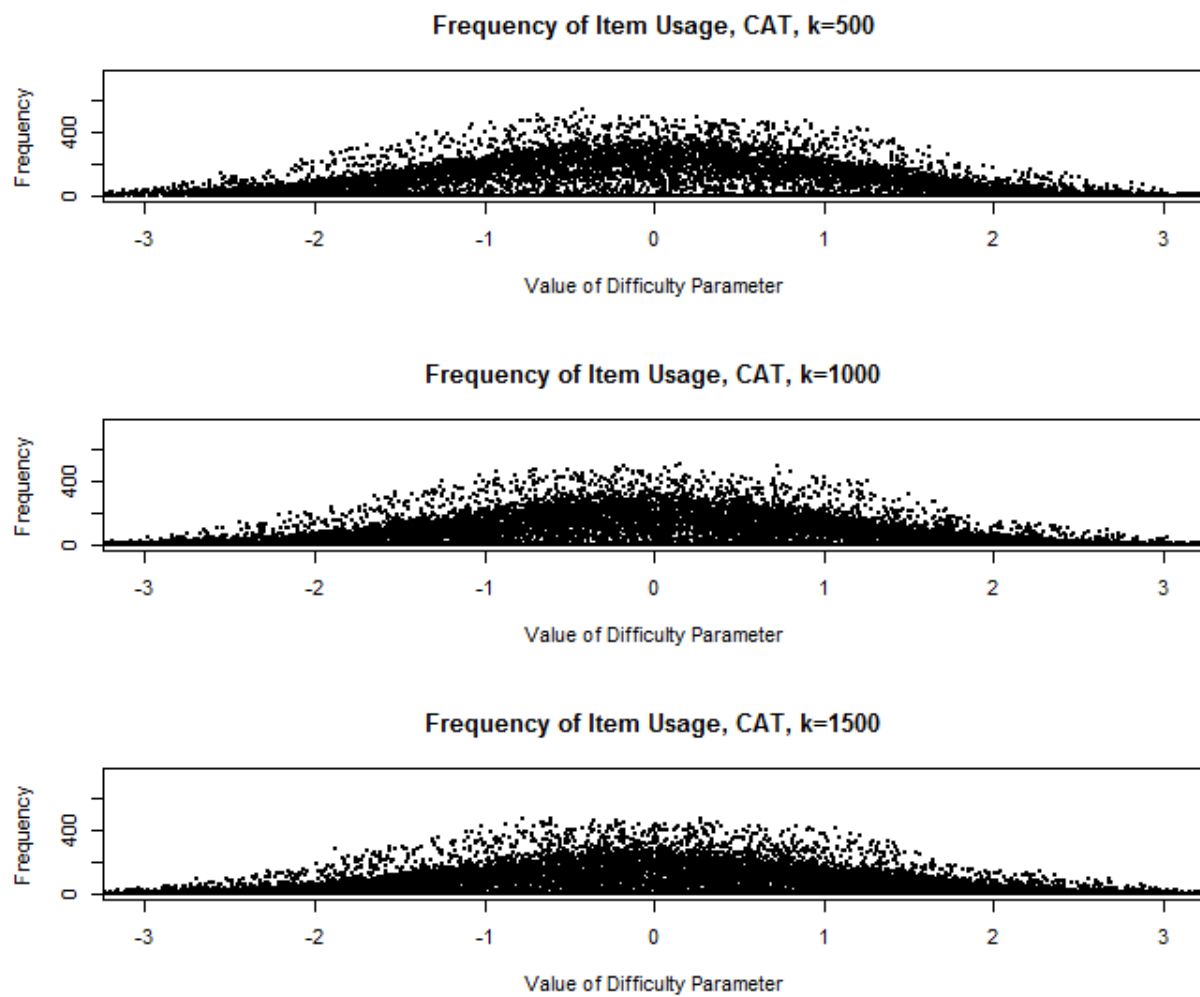 Frequency of Item Usage, CAT, k=500
Frequency
400
0
-3 -2 -1 0 1 2 3
Value of Difficulty Parameter
Frequency of Item Usage, CAT, k=1000
Frequency
400
0
-3 -2 -1 0 1 2 3
Value of Difficulty Parameter
Frequency of Item Usage, CAT, k=1500
Frequency
400
0
-3 -2 -1 0 1 2 3
Value of Difficulty Parameter